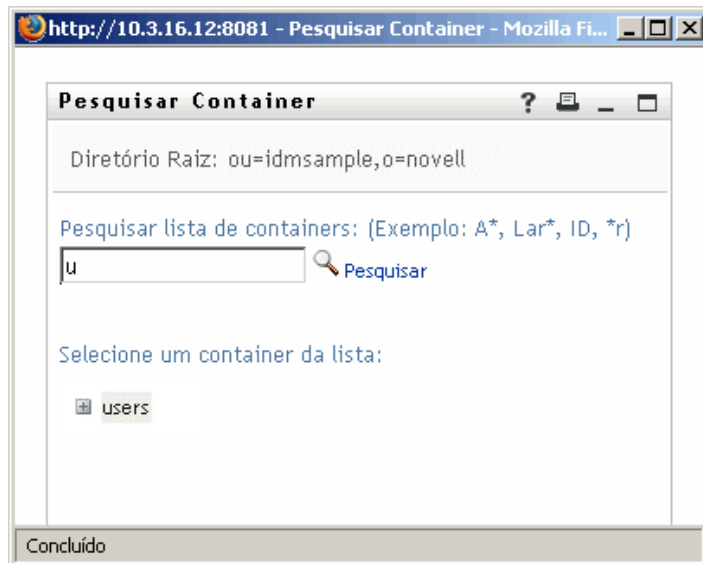 http://10.3.16.12:8081 - Pesquisar Container - Mozilla Fi...
Pesquisar Container
Diretório Raiz: ou=idmsample,o=novell
Pesquisar lista de containers: (Exemplo: A*, Lar*, ID, *r)
u Pesquisar
Selecione um container da lista:
users
Concluído